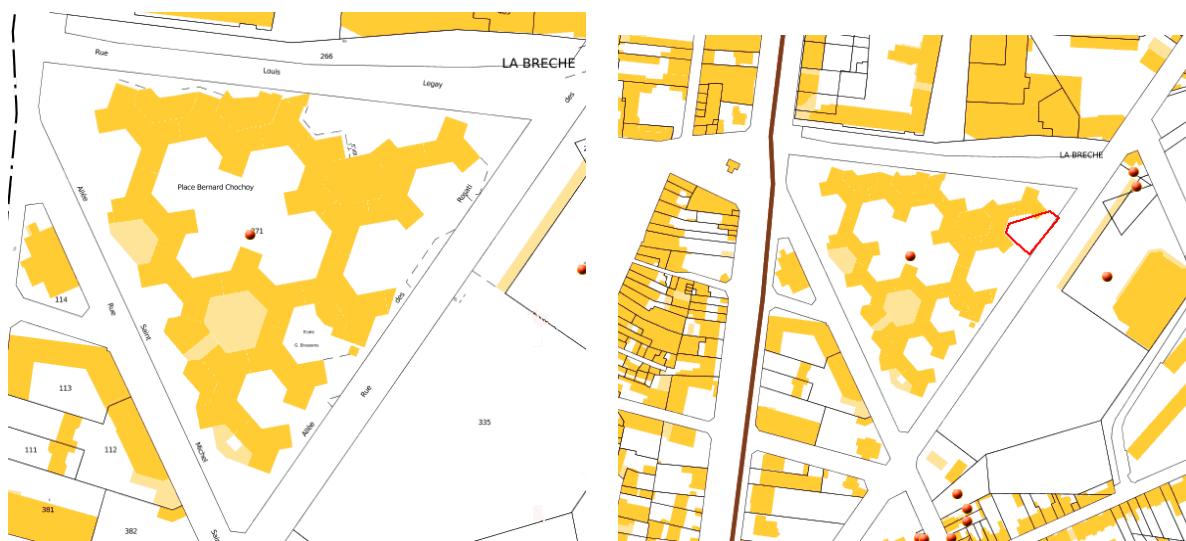 Rue
266
Louis
Legay
LA BRECHE
des
Place Bernard Chochoy
Rosati
Allée
371
des
114
Rue
Saint
Ecole
G. Brassens
113
Rue
335
Allée
111
112
Michel
381
382
LA BRECHE